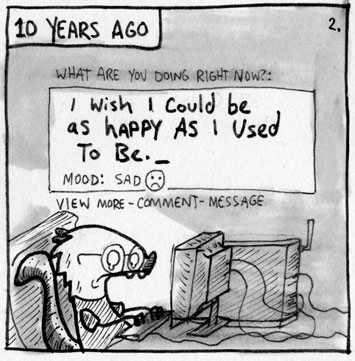 10 YEARS AGO
2.
WHAT ARE YOU DOING RIGHT NOW?:
I WISH I COULD BE
AS HAPPY AS I USED
TO BE._
MOOD: SAD
VIEW MORE-COMMENT-MESSAGE